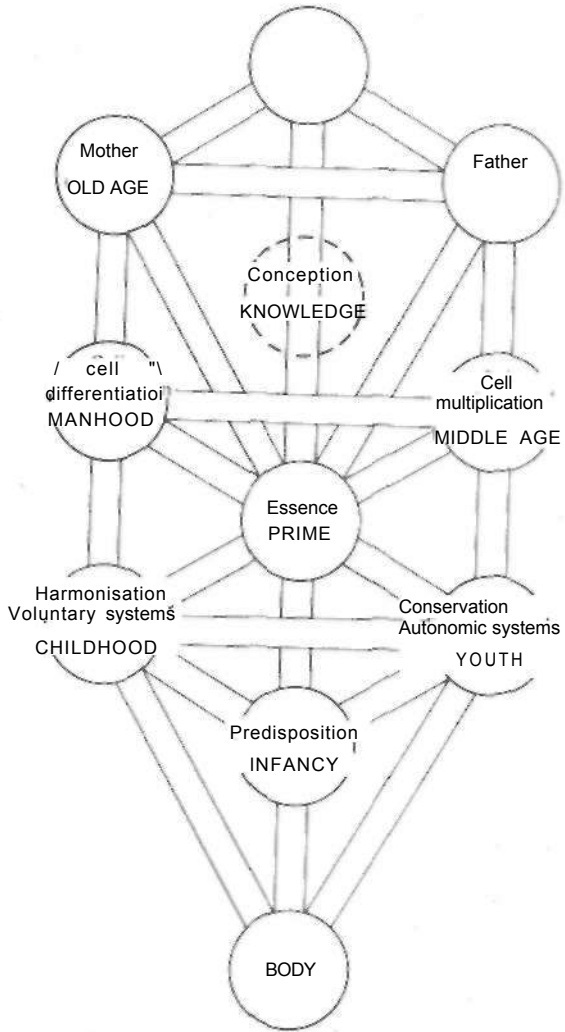 Mother
OLD AGE
Father
Conception
KNOWLEDGE
/ cell "\
differentiatioi
MANHOOD
Cell
multiplication
MIDDLE AGE
Essence
PRIME
Harmonisation
Voluntary systems
CHILDHOOD
Conservation
Autonomic systems
YOUTH
Predisposition
INFANCY
BODY